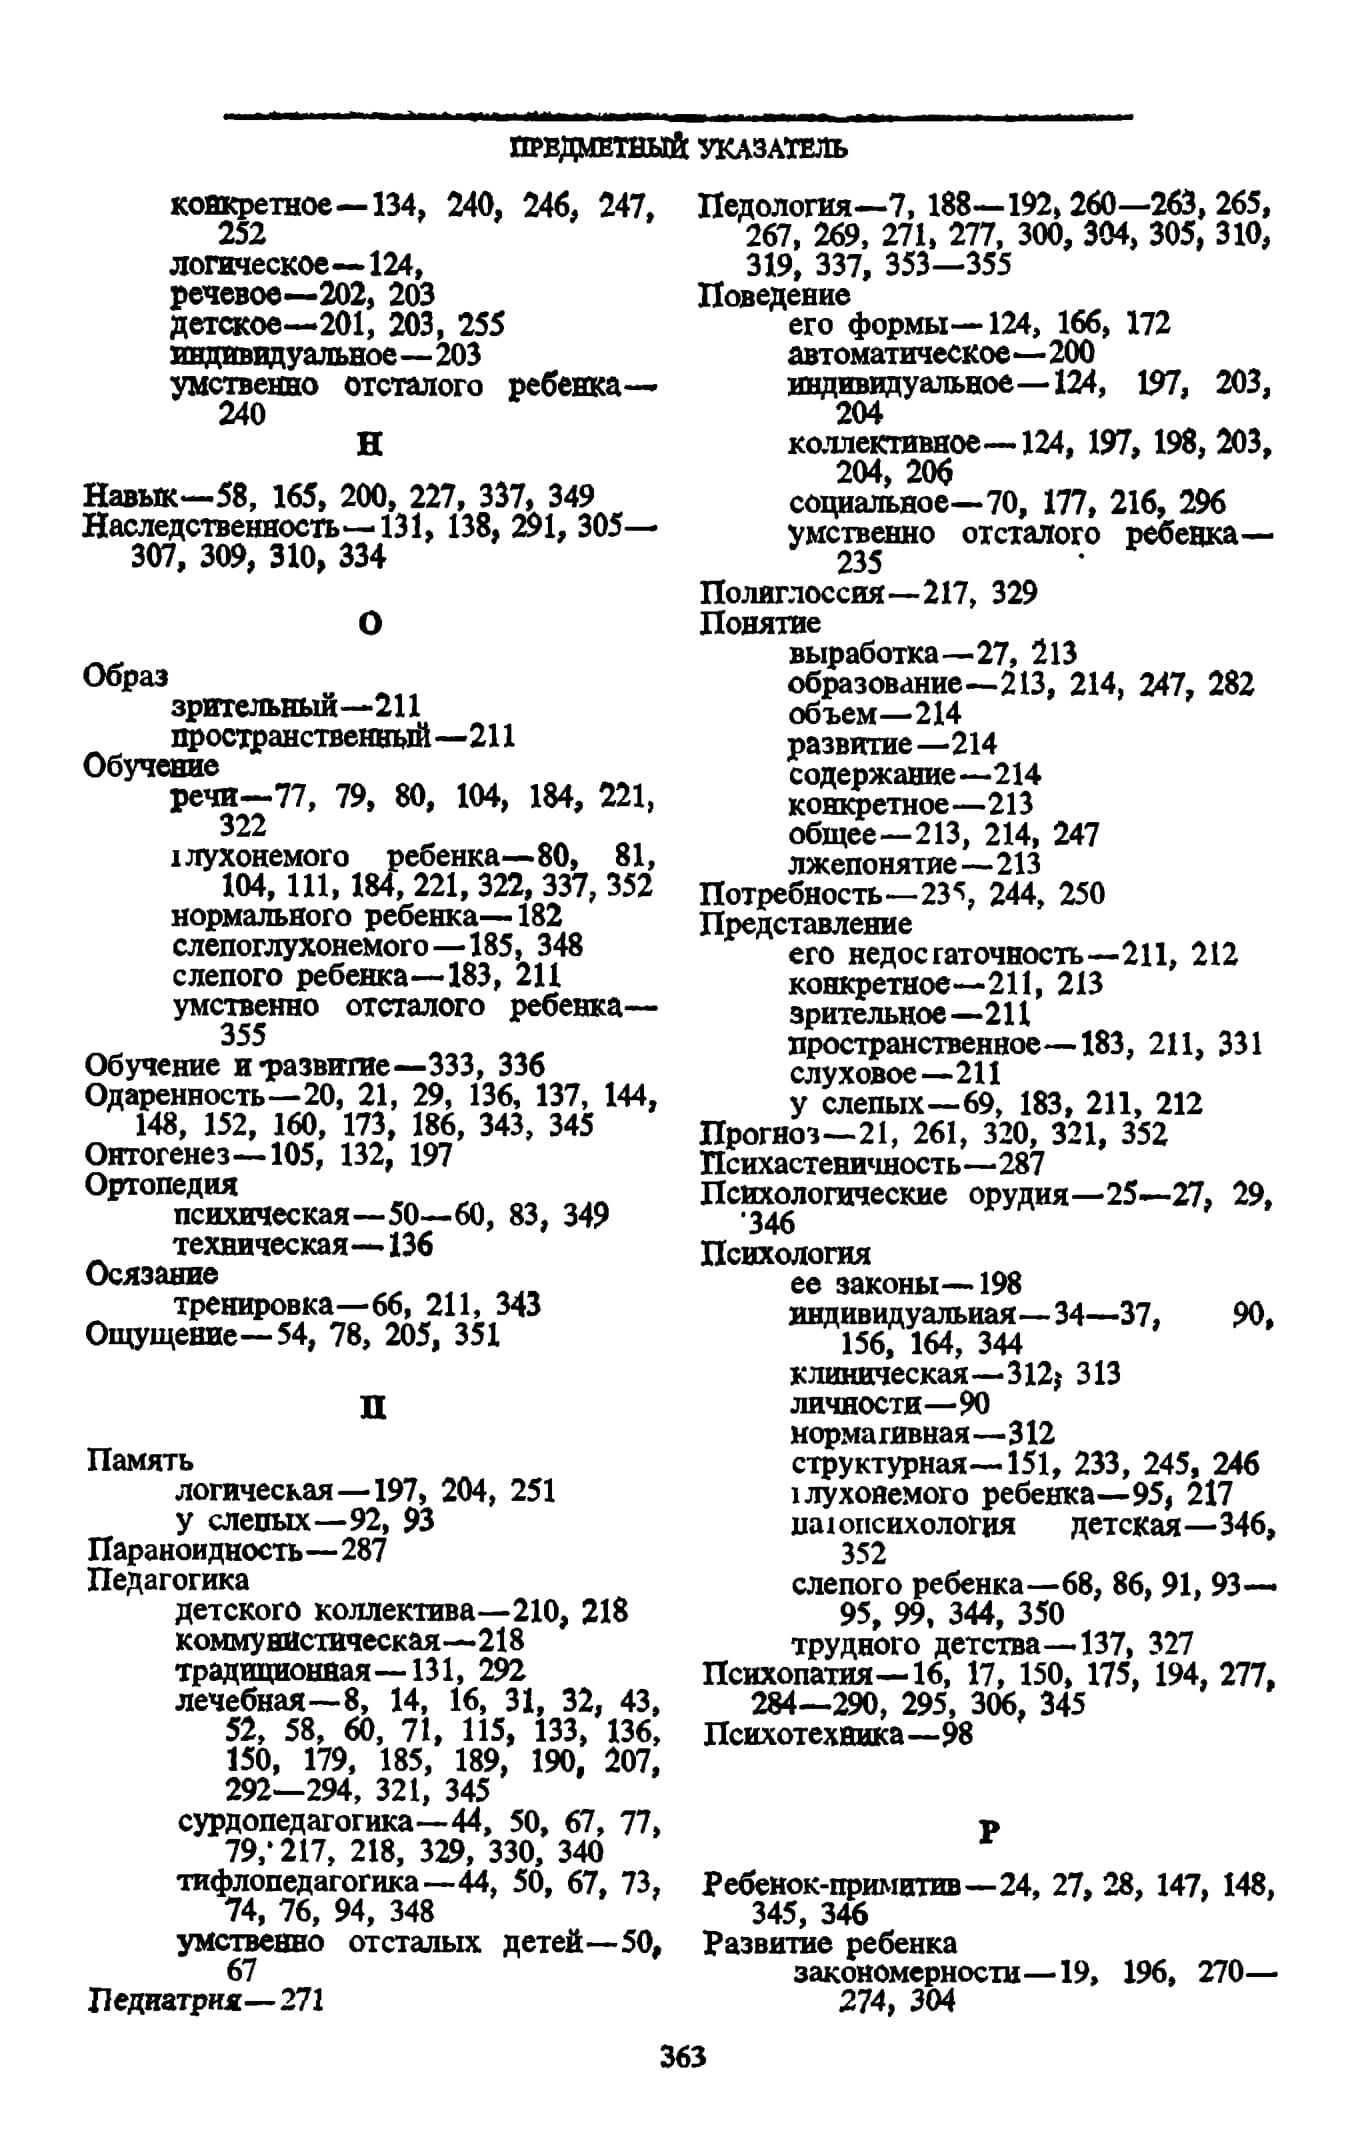 ПРЕДМЕТНЫЙ УКАЗАТЕЛЬ
конкретное—134, 240, 246, 247,
252
логическое—124,
речевое—202, 203
детское—201, 203, 255
индивидуальное—203
умственно отсталого ребенка—
240
Н
Навык—58, 165, 200, 227, 337, 349
Наследственность—131, 138, 291, 305—
307, 309, 310, 334
О
Образ
зрительный—211
пространственный—211
Обучение
речи—77, 79, 80, 104, 184, 221,
322
глухонемого ребенка—80, 81,
104, 111, 184, 221, 322, 337, 352
нормального ребенка—182
слепоглухонемого—185, 348
слепого ребенка—183, 211
умственно отсталого ребенка—
355
Обучение и развитие—333, 336
Одаренность—20, 21, 29, 136, 137, 144,
148, 152, 160, 173, 186, 343, 345
Онтогенез—105, 132, 197
Ортопедия
психическая—50—60, 83, 349
техническая—136
Осязание
тренировка—66, 211, 343
Ощущение—54, 78, 205, 351
П
Память
логическая—197, 204, 251
у слепых—92, 93
Параноидность—287
Педагогика
детского коллектива—210, 218
коммунистическая—218
традиционная—131, 292
лечебная—8, 14, 16, 31, 32, 43,
52, 58, 60, 71, 115, 133, 136,
150, 179, 185, 189, 190, 207,
292—294, 321, 345
сурдопедагогика—44, 50, 67, 77,
79, 217, 218, 329, 330, 340
тифлопедагогика—44, 50, 67, 73,
74, 76, 94, 348
умственно отсталых детей—50,
67
Педиатрия—271
Педология—7, 188—192, 260—263, 265,
267, 269, 271, 277, 300, 304, 305, 310,
319, 337, 353—355
Поведение
его формы—124, 166, 172
автоматическое—200
индивидуальное—124, 197, 203,
204
коллективное—124, 197, 198, 203,
204, 206
социальное—70, 177, 216, 296
умственно отсталого ребенка—
235
Полиглоссия—217, 329
Понятие
выработка—27, 213
образование—213, 214, 247, 282
объем—214
развитие—214
содержание—214
конкретное—213
общее—213, 214, 247
лжепонятие—213
Потребность—235, 244, 250
Представление
его недостаточность—211, 212
конкретное—211, 213
зрительное—211
пространственное—183, 211, 331
слуховое—211
у слепых—69, 183, 211, 212
Прогноз—21, 261, 320, 321, 352
Психастеничность—287
Психологические орудия—25—27, 29,
346
Психология
ее законы—198
индивидуальная—34—37, 90,
156, 164, 344
клиническая—312, 313
личности—90
нормативная—312
структурная—151, 233, 245, 246
глухонемого ребенка—95, 217
патопсихология детская—346,
352
слепого ребенка—68, 86, 91, 93—
95, 99, 344, 350
трудного детства—137, 327
Психопатия—16, 17, 150, 175, 194, 277,
284—290, 295, 306, 345
Психотехника—98
Р
Ребенок-примитив—24, 27, 28, 147, 148,
345, 346
Развитие ребенка
закономерности—19, 196, 270—
274, 304
363